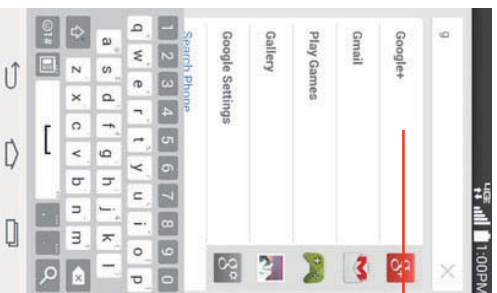 4GE 1:00PM
g
Google+
Gmail
Play Games
Gallery
Google Settings
Search Phone
1 2 3 4 5 6 7 8 9 0
q w e r t y u i o p
a s d f g h j k l
z x c v b n m
1#